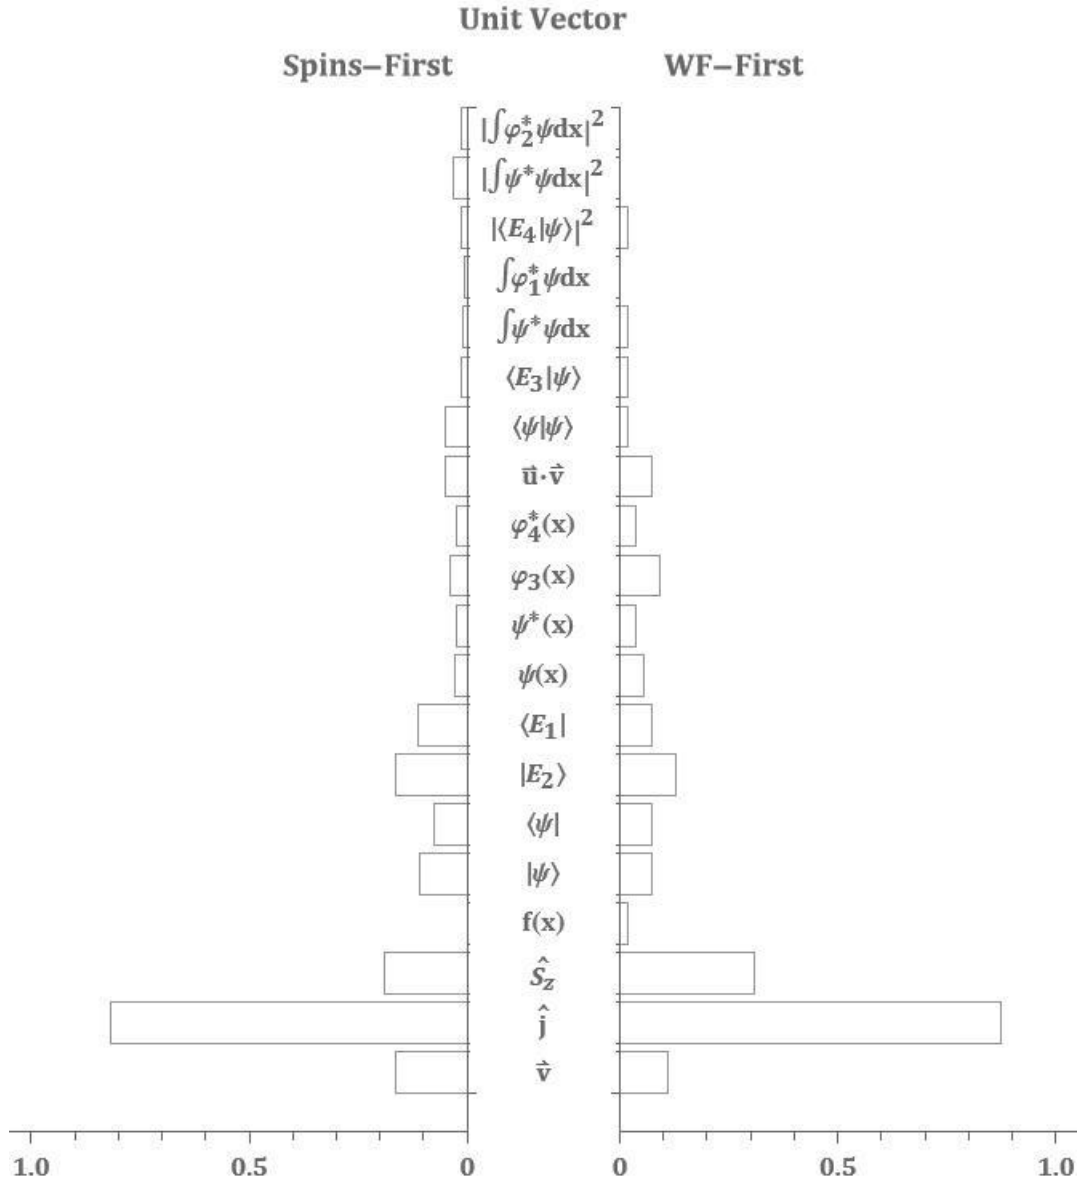 Unit Vector
Spins–First WF–First
|∫φ₂*ψdx|²
|∫ψ*ψdx|²
|⟨E₄|ψ⟩|²
∫φ₁*ψdx
∫ψ*ψdx
⟨E₃|ψ⟩
⟨ψ|ψ⟩
u⃗·v⃗
φ₄*(x)
φ₃(x)
ψ*(x)
ψ(x)
⟨E₁|
|E₂⟩
⟨ψ|
|ψ⟩
f(x)
Ŝ_z
ĵ
v⃗
1.0 0.5 0 0 0.5 1.0